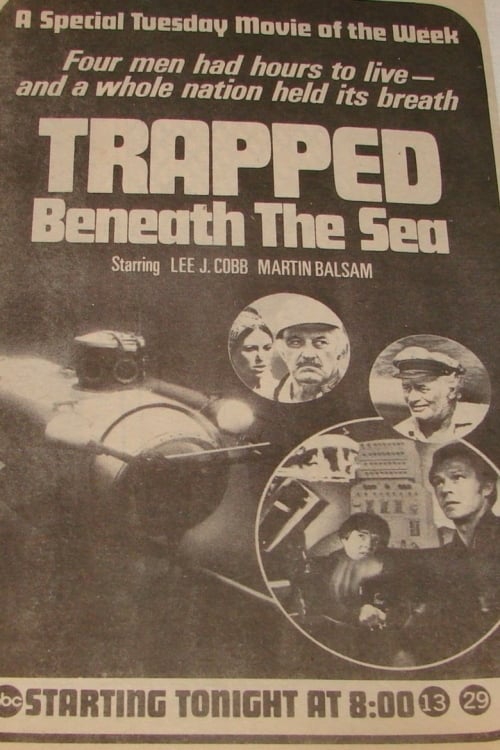 A Special Tuesday Movie of the Week
Four men had hours to live—
and a whole nation held its breath
TRAPPED
Beneath The Sea
Starring LEE J. COBB MARTIN BALSAM
abc STARTING TONIGHT AT 8:00 13 29